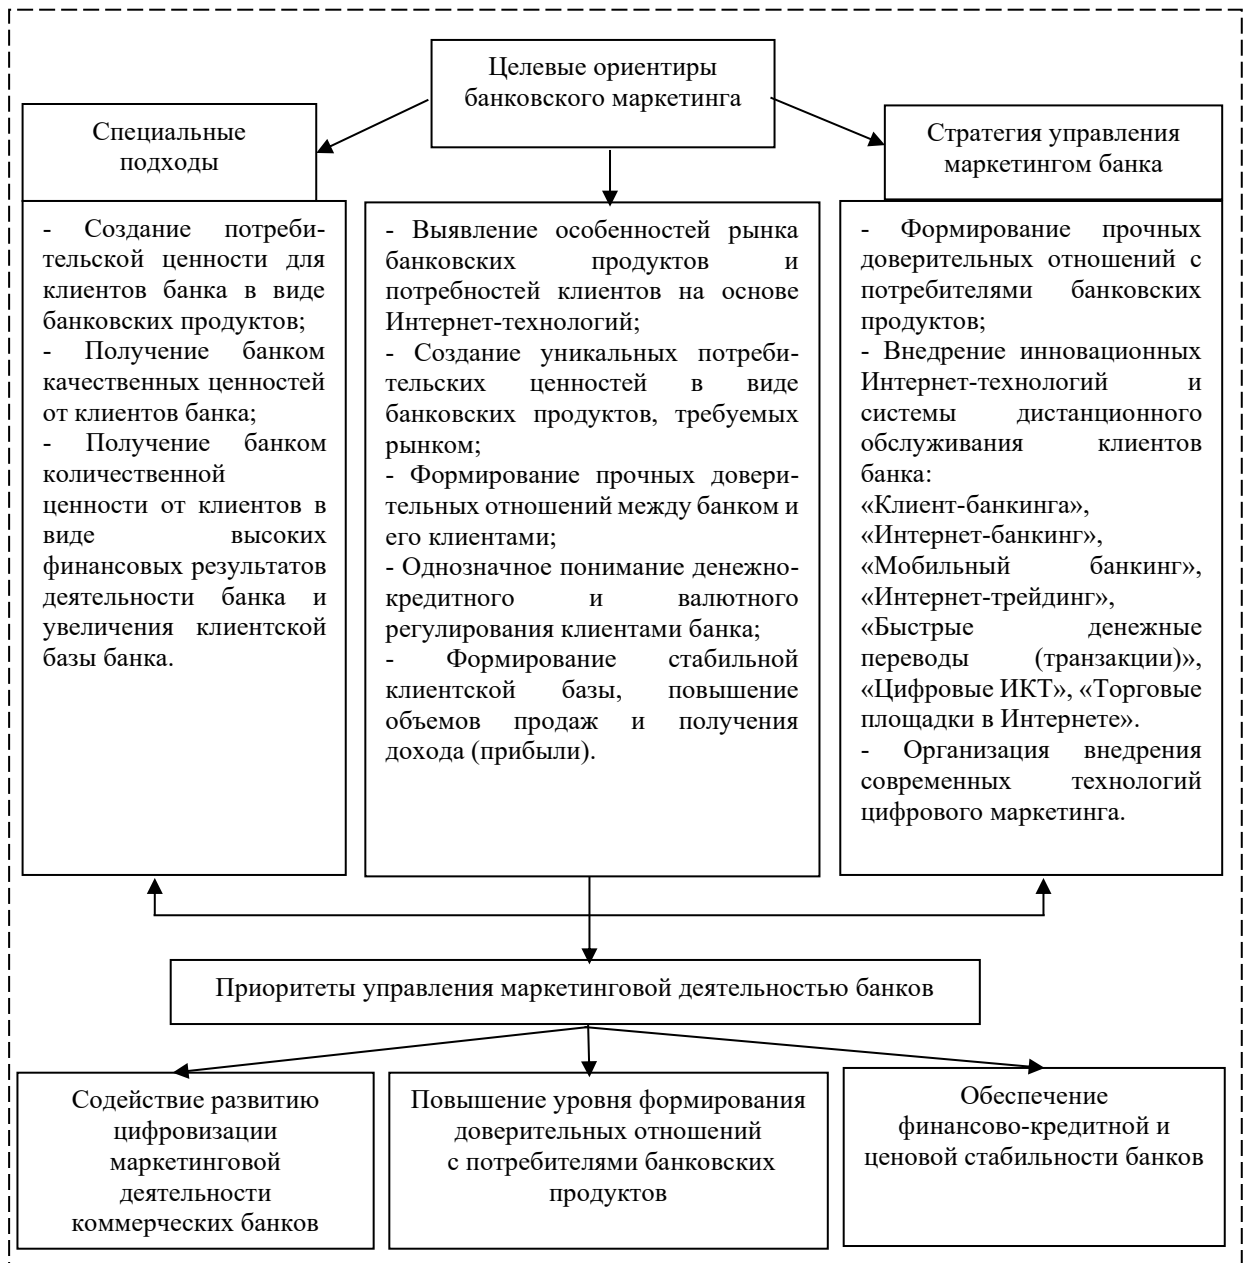 Целевые ориентиры
банковского маркетинга
Специальные
подходы
Стратегия управления
маркетингом банка
- Создание потреби-
тельской ценности для
клиентов банка в виде
банковских продуктов;
- Получение банком
качественных ценностей
от клиентов банка;
- Получение банком
количественной
ценности от клиентов в
виде высоких
финансовых результатов
деятельности банка и
увеличения клиентской
базы банка.
- Выявление особенностей рынка
банковских продуктов и
потребностей клиентов на основе
Интернет-технологий;
- Создание уникальных потреби-
тельских ценностей в виде
банковских продуктов, требуемых
рынком;
- Формирование прочных довери-
тельных отношений между банком и
его клиентами;
- Однозначное понимание денежно-
кредитного и валютного
регулирования клиентами банка;
- Формирование стабильной
клиентской базы, повышение
объемов продаж и получения
дохода (прибыли).
- Формирование прочных
доверительных отношений с
потребителями банковских
продуктов;
- Внедрение инновационных
Интернет-технологий и
системы дистанционного
обслуживания клиентов
банка:
«Клиент-банкинга»,
«Интернет-банкинг»,
«Мобильный банкинг»,
«Интернет-трейдинг»,
«Быстрые денежные
переводы (транзакции)»,
«Цифровые ИКТ», «Торговые
площадки в Интернете».
- Организация внедрения
современных технологий
цифрового маркетинга.
Приоритеты управления маркетинговой деятельностью банков
Содействие развитию
цифровизации
маркетинговой
деятельности
коммерческих банков
Повышение уровня формирования
доверительных отношений
с потребителями банковских
продуктов
Обеспечение
финансово-кредитной и
ценовой стабильности банков